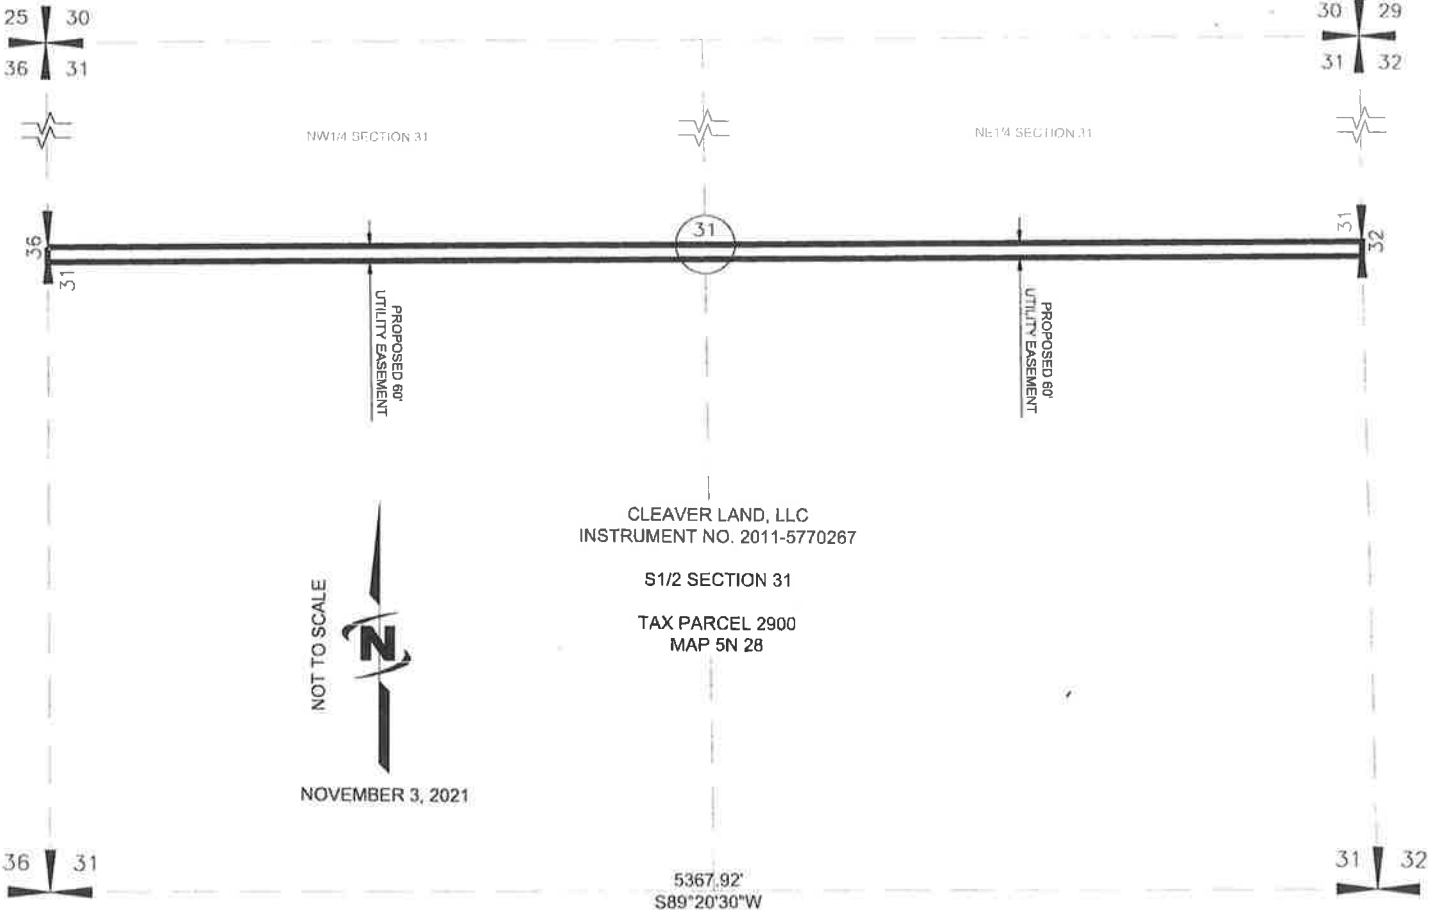 25 30
36 31
30 29
31 32
NW1/4 SECTION 31
NE1/4 SECTION 31
36
31
31
31
32
PROPOSED 60'
UTILITY EASEMENT
PROPOSED 60'
UTILITY EASEMENT
CLEAVER LAND, LLC
INSTRUMENT NO. 2011-5770267
S1/2 SECTION 31
TAX PARCEL 2900
MAP 5N 28
NOT TO SCALE
N
NOVEMBER 3, 2021
36 31
31 32
5367.92'
S89°20'30"W